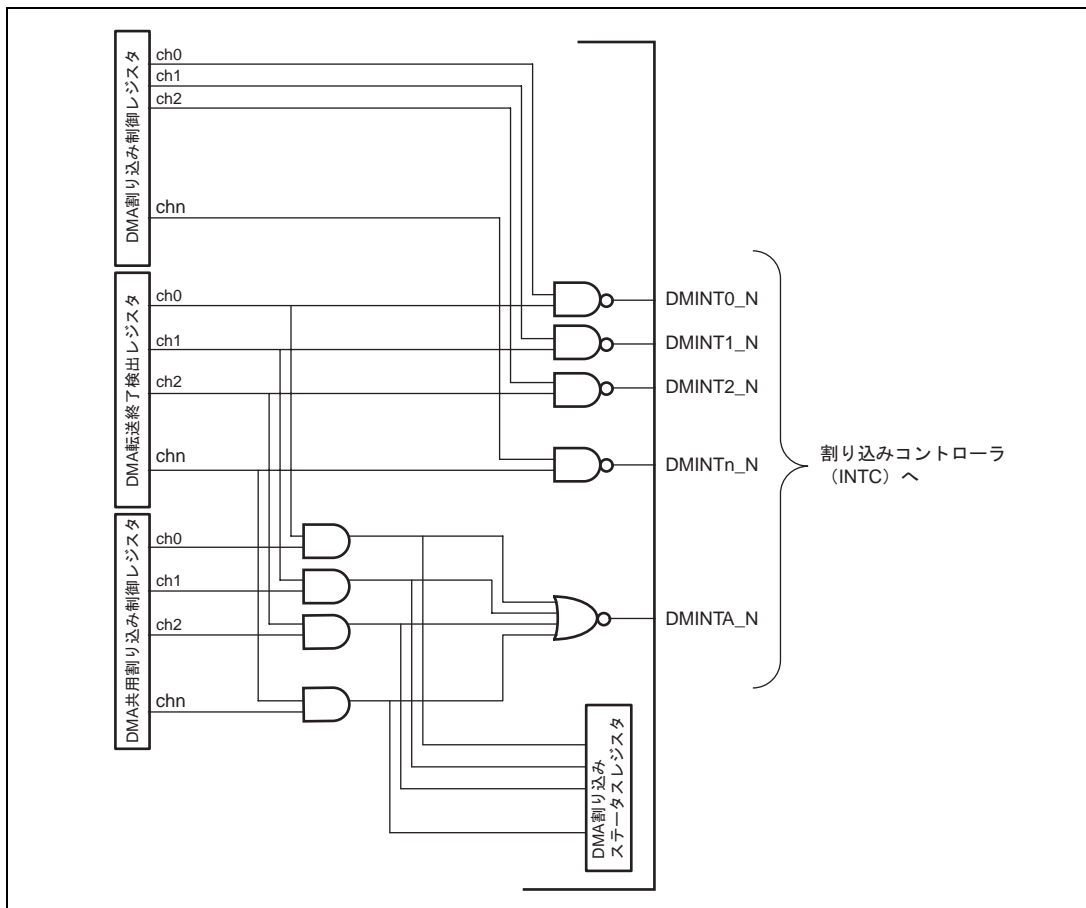 DMA割り込み制御レジスタ
ch0
ch1
ch2
chn
DMA転送終了検出レジスタ
ch0
ch1
ch2
chn
DMA共用割り込み制御レジスタ
ch0
ch1
ch2
chn
DMINT0_N
DMINT1_N
DMINT2_N
DMINTn_N
DMINTA_N
割り込みコントローラ
（INTC）へ
DMA割り込み
ステータスレジスタ